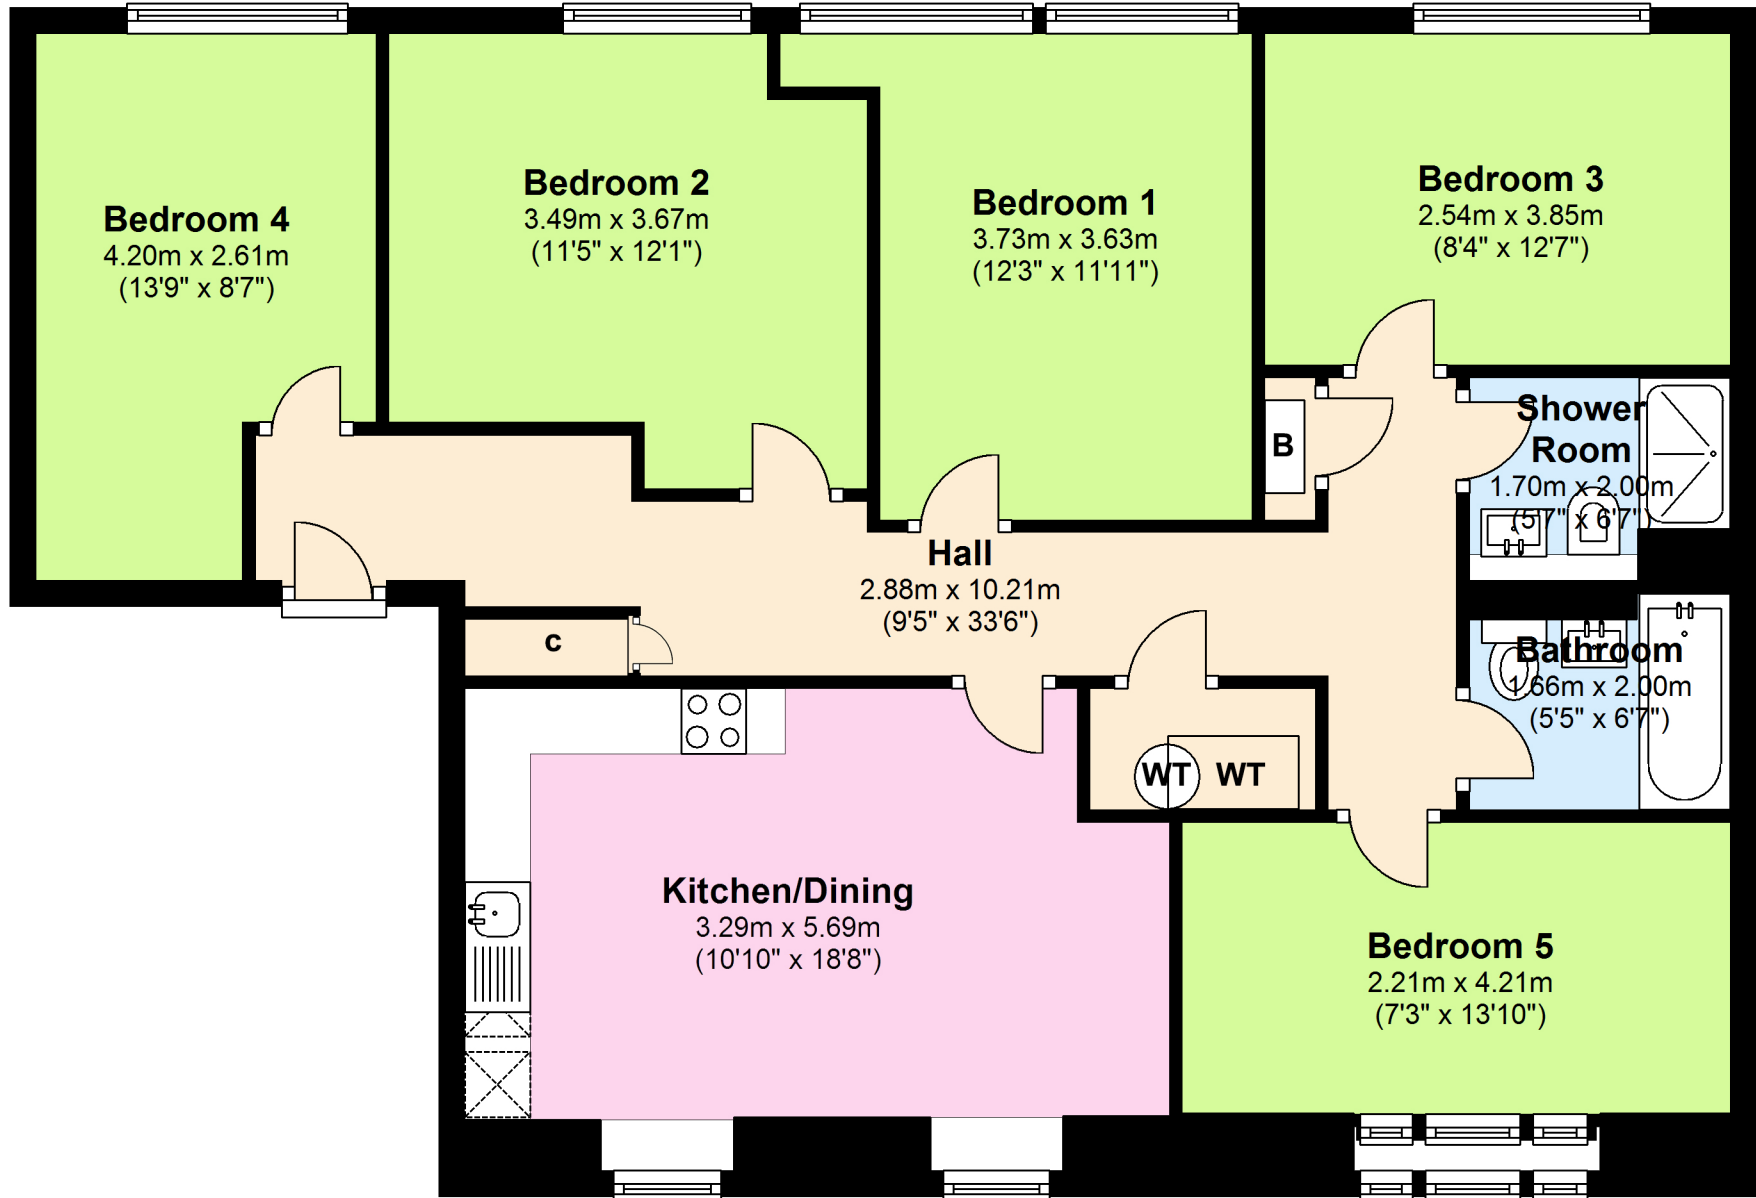 Bedroom 4
4.20m x 2.61m
(13'9" x 8'7")
Bedroom 2
3.49m x 3.67m
(11'5" x 12'1")
Bedroom 1
3.73m x 3.63m
(12'3" x 11'11")
Bedroom 3
2.54m x 3.85m
(8'4" x 12'7")
B
Shower
Room
1.70m x 2.00m
(5'7" x 6'7")
Hall
2.88m x 10.21m
(9'5" x 33'6")
c
Bathroom
1.66m x 2.00m
(5'5" x 6'7")
WT
WT
Kitchen/Dining
3.29m x 5.69m
(10'10" x 18'8")
Bedroom 5
2.21m x 4.21m
(7'3" x 13'10")